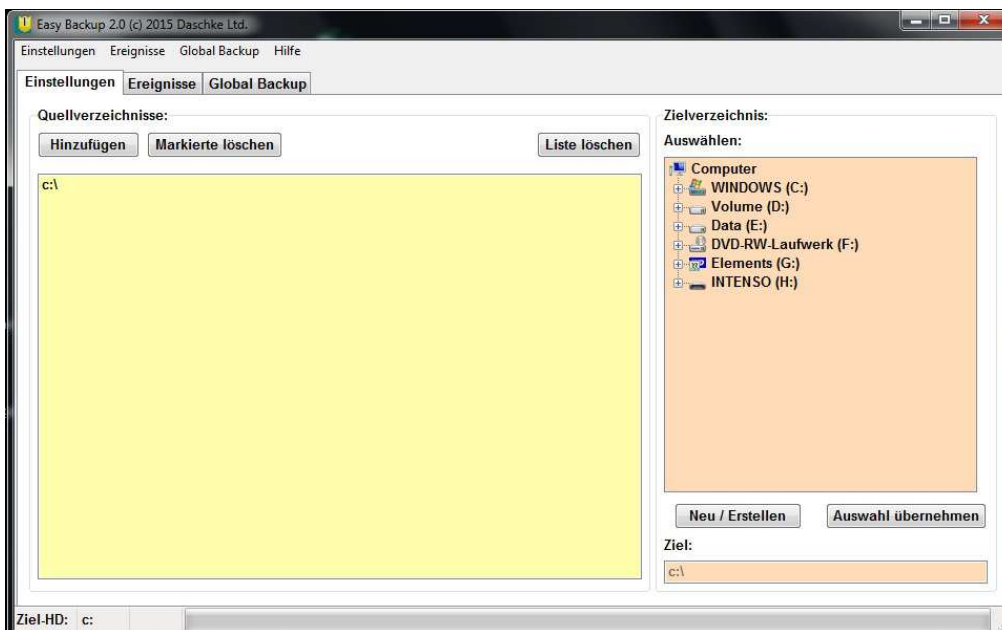 Easy Backup 2.0 (c) 2015 Daschke Ltd.
Einstellungen Ereignisse Global Backup Hilfe
Einstellungen Ereignisse Global Backup
Quellverzeichnisse:
Hinzufügen Markierte löschen Liste löschen
c:\
Zielverzeichnis:
Auswählen:
Computer
WINDOWS (C:)
Volume (D:)
Data (E:)
DVD-RW-Laufwerk (F:)
Elements (G:)
INTENSO (H:)
Neu / Erstellen Auswahl übernehmen
Ziel:
c:\
Ziel-HD: c: